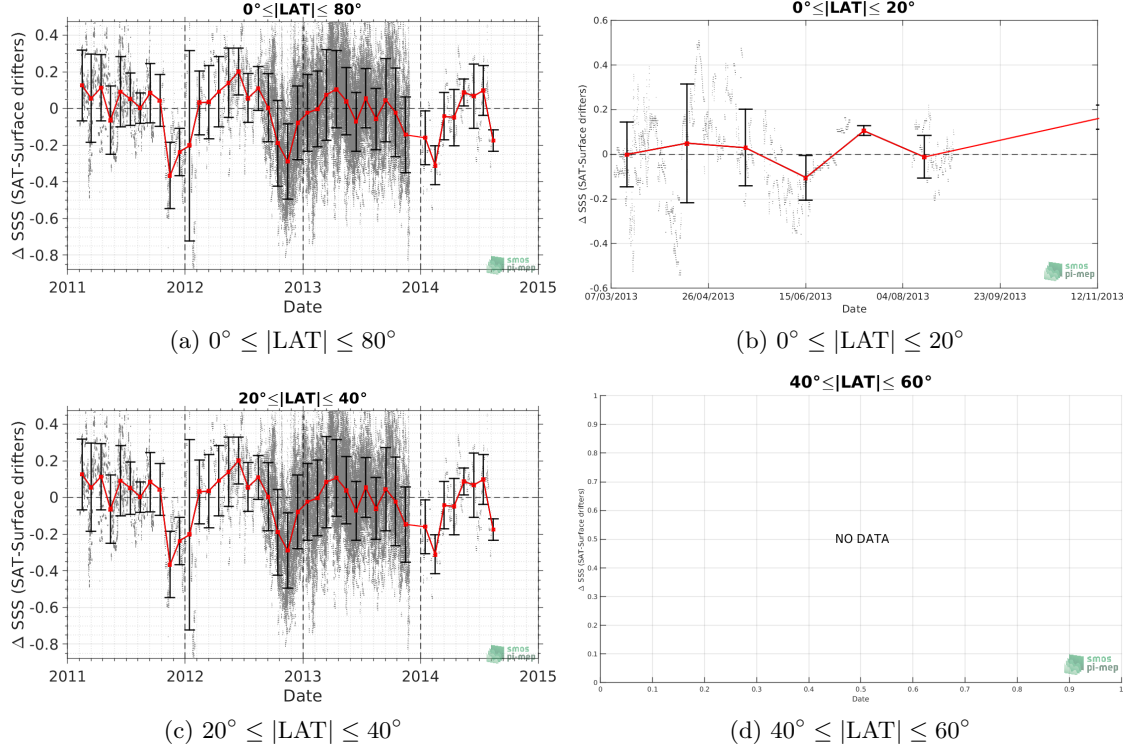 0°≤|LAT|≤ 80°
Δ SSS (SAT-Surface drifters)
0.4
0.2
0
-0.2
-0.4
-0.6
-0.8
2011 2012 2013 2014 2015
Date
smos
pi-mep
(a) 0° ≤ |LAT| ≤ 80°
0°≤|LAT|≤ 20°
Δ SSS (SAT-Surface drifters)
0.6
0.4
0.2
0
-0.2
-0.4
-0.6
07/03/2013 26/04/2013 15/06/2013 04/08/2013 23/09/2013 12/11/2013
Date
smos
pi-mep
(b) 0° ≤ |LAT| ≤ 20°
20°≤|LAT|≤ 40°
Δ SSS (SAT-Surface drifters)
0.4
0.2
0
-0.2
-0.4
-0.6
-0.8
2011 2012 2013 2014 2015
Date
smos
pi-mep
(c) 20° ≤ |LAT| ≤ 40°
40°≤|LAT|≤ 60°
Δ SSS (SAT-Surface drifters)
1
0.9
0.8
0.7
0.6
0.5
0.4
0.3
0.2
0.1
0
NO DATA
0 0.1 0.2 0.3 0.4 0.5 0.6 0.7 0.8 0.9 1
Date
smos
pi-mep
(d) 40° ≤ |LAT| ≤ 60°